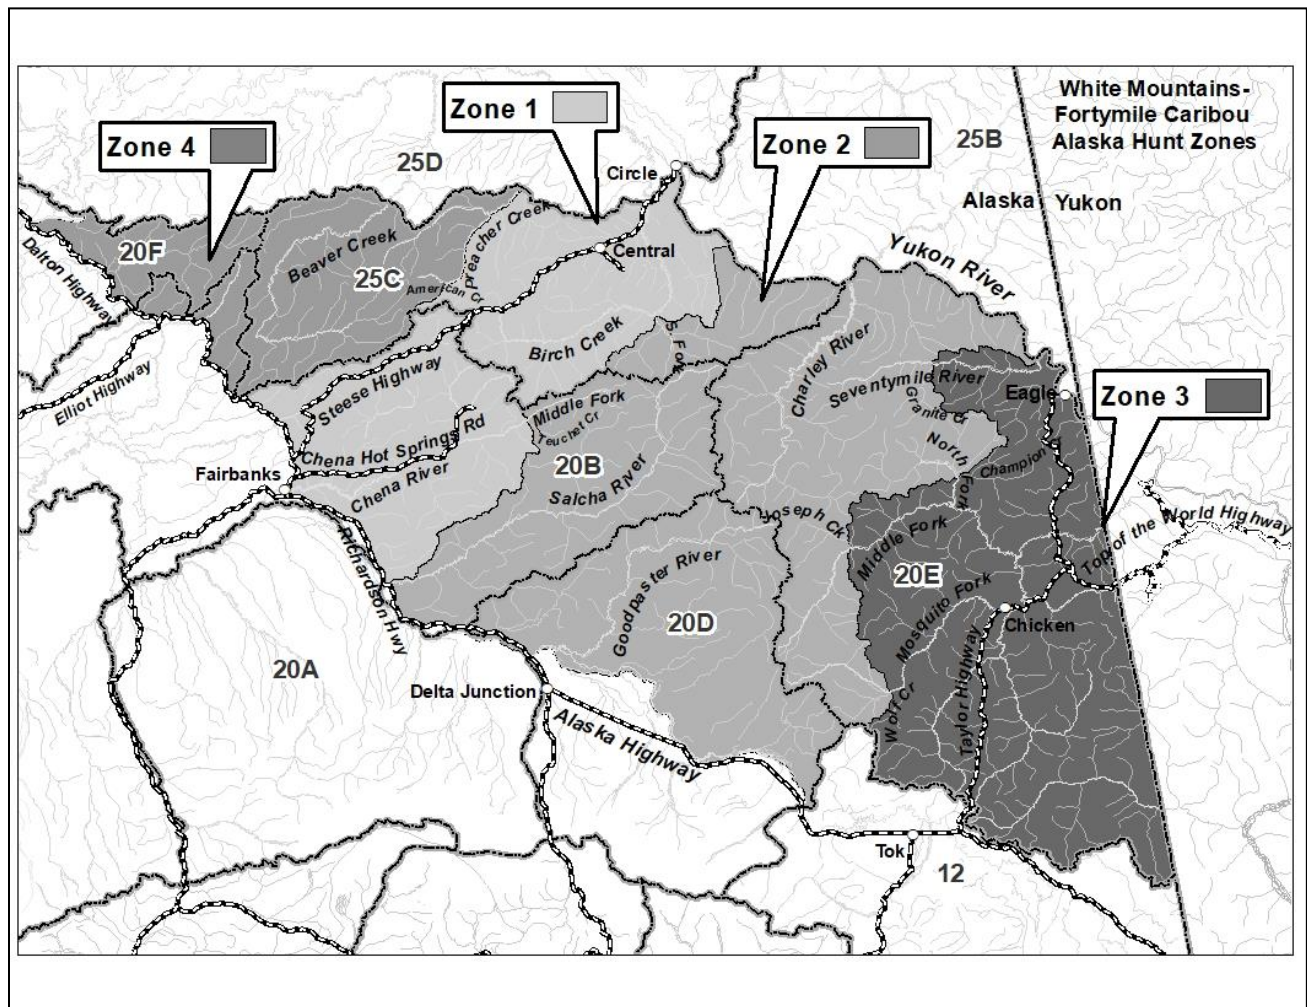 White Mountains-
Fortymile Caribou
Alaska Hunt Zones
Zone 1
Zone 4
Zone 2
25B
25D
Circle
Alaska
Yukon
Preacher Creek
20F
Beaver Creek
Central
Yukon River
Dalton Highway
25C
American Cr
Birch Creek
S. Fork
Charley River
Seventymile River
Eagle
Zone 3
Elliot Highway
Steese Highway
Middle Fork
Teuchet Cr
Granite Cr
North Fork
Champion
Chena Hot Springs Rd
Fairbanks
Chena River
20B
Salcha River
Joseph Ck
Middle Fork
Top of the World Highway
Richardson Hwy
Goodpaster River
20E
Mosquito Fork
20D
Chicken
20A
Taylor Highway
Wolf Cr
Delta Junction
Alaska Highway
Tok
12